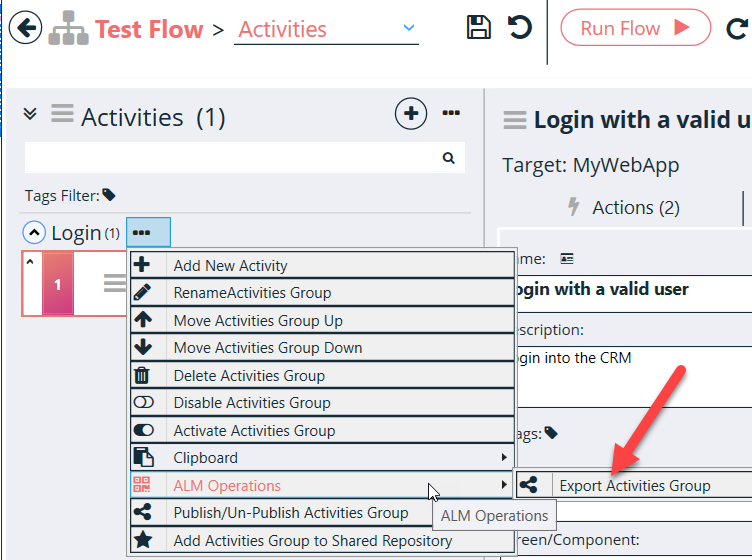 Test Flow > Activities
Run Flow
Activities (1)
Login with a valid u
Target: MyWebApp
Tags Filter:
Actions (2)
Login (1)
1
ame:
ogin with a valid user
escription:
gin into the CRM
ags:
Add New Activity
RenameActivities Group
Move Activities Group Up
Move Activities Group Down
Delete Activities Group
Disable Activities Group
Activate Activities Group
Clipboard
ALM Operations
Export Activities Group
Publish/Un-Publish Activities Group
ALM Operations
Add Activities Group to Shared Repository
reen/Component: